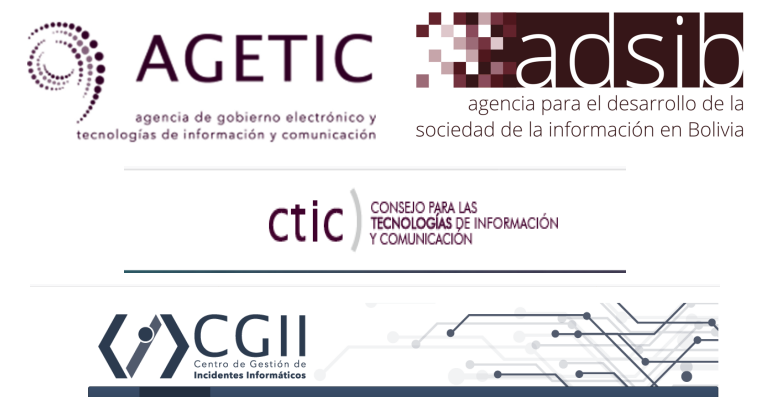 AGETIC
agencia de gobierno electrónico y
tecnologías de información y comunicación
adsib
agencia para el desarrollo de la
sociedad de la información en Bolivia
ctic
CONSEJO PARA LAS
TECNOLOGÍAS DE INFORMACIÓN
Y COMUNICACIÓN
CGII
Centro de Gestión de
Incidentes Informáticos